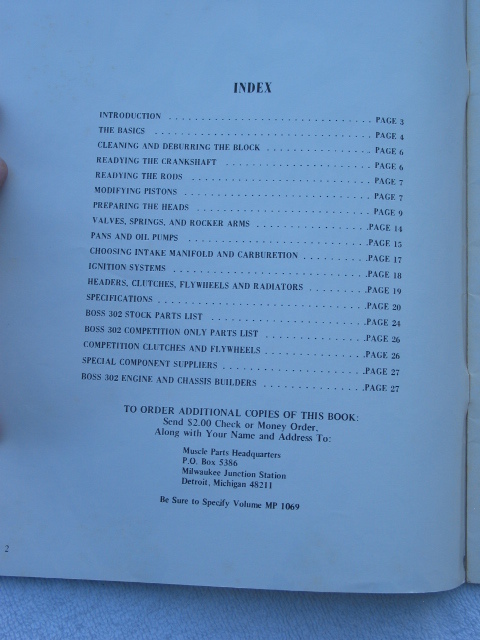 INDEX
INTRODUCTION . . . . . . . . . . . . . . . . . . . . . . . . . . . . PAGE 3
THE BASICS . . . . . . . . . . . . . . . . . . . . . . . . . . . . . . PAGE 4
CLEANING AND DEBURRING THE BLOCK . . . . . . . . . . . . . . . PAGE 6
READYING THE CRANKSHAFT . . . . . . . . . . . . . . . . . . . . . PAGE 6
READYING THE RODS . . . . . . . . . . . . . . . . . . . . . . . . . PAGE 7
MODIFYING PISTONS . . . . . . . . . . . . . . . . . . . . . . . . . . PAGE 7
PREPARING THE HEADS . . . . . . . . . . . . . . . . . . . . . . . . PAGE 9
VALVES, SPRINGS, AND ROCKER ARMS . . . . . . . . . . . . . . . . .PAGE 14
PANS AND OIL PUMPS . . . . . . . . . . . . . . . . . . . . . . . . .PAGE 15
CHOOSING INTAKE MANIFOLD AND CARBURETION . . . . . . . . . .PAGE 17
IGNITION SYSTEMS . . . . . . . . . . . . . . . . . . . . . . . . . . .PAGE 18
HEADERS, CLUTCHES, FLYWHEELS AND RADIATORS . . . . . . . . .PAGE 19
SPECIFICATIONS . . . . . . . . . . . . . . . . . . . . . . . . . . . . .PAGE 20
BOSS 302 STOCK PARTS LIST . . . . . . . . . . . . . . . . . . . . . .PAGE 24
BOSS 302 COMPETITION ONLY PARTS LIST . . . . . . . . . . . . . . .PAGE 26
COMPETITION CLUTCHES AND FLYWHEELS . . . . . . . . . . . . . . .PAGE 26
SPECIAL COMPONENT SUPPLIERS . . . . . . . . . . . . . . . . . . . . .PAGE 27
BOSS 302 ENGINE AND CHASSIS BUILDERS . . . . . . . . . . . . . . .PAGE 27
TO ORDER ADDITIONAL COPIES OF THIS BOOK:
Send $2.00 Check or Money Order,
Along with Your Name and Address To:
Muscle Parts Headquarters
P.O. Box 5386
Milwaukee Junction Station
Detroit, Michigan 48211
Be Sure to Specify Volume MP 1069
2